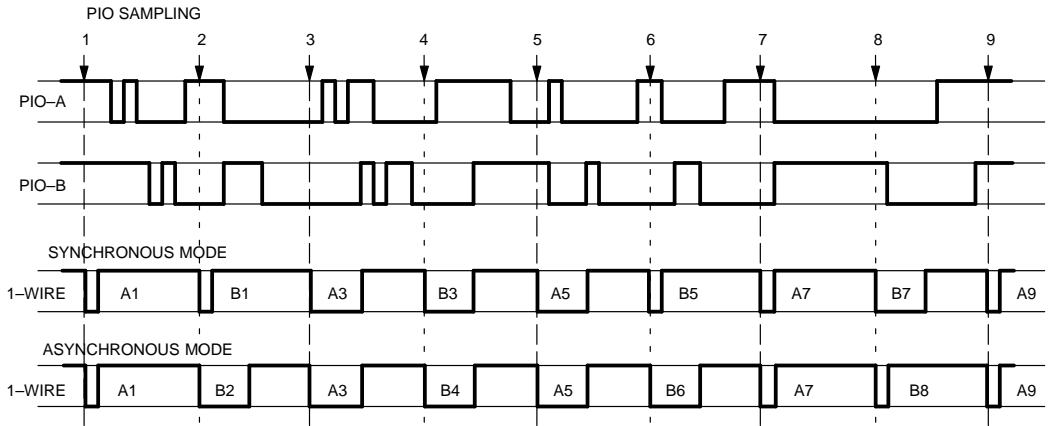 PIO SAMPLING
1 2 3 4 5 6 7 8 9
PIO–A
PIO–B
SYNCHRONOUS MODE
1–WIRE A1 B1 A3 B3 A5 B5 A7 B7 A9
ASYNCHRONOUS MODE
1–WIRE A1 B2 A3 B4 A5 B6 A7 B8 A9